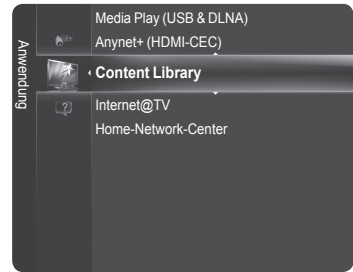 Anwendung
Media Play (USB & DLNA)
Anynet+ (HDMI-CEC)
Content Library
Internet@TV
Home-Network-Center